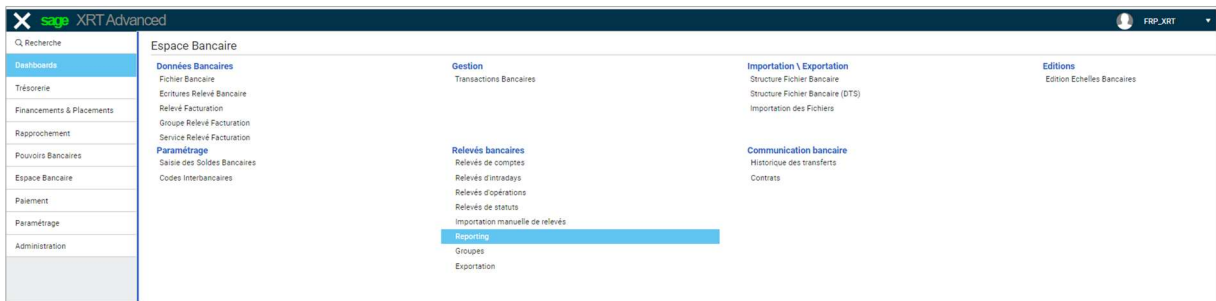 sage XRT Advanced
FRP_XRT
Recherche
Dashboards
Trésorerie
Financements & Placements
Rapprochement
Pouvoirs Bancaires
Espace Bancaire
Paiement
Paramétrage
Administration
Espace Bancaire
Données Bancaires
Fichier Bancaire
Ecritures Relevé Bancaire
Relevé Facturation
Groupe Relevé Facturation
Service Relevé Facturation
Gestion
Transactions Bancaires
Importation \ Exportation
Structure Fichier Bancaire
Structure Fichier Bancaire (DTS)
Importation des Fichiers
Editions
Edition Echelles Bancaires
Paramétrage
Saisie des Soldes Bancaires
Codes Interbancaires
Relevés bancaires
Relevés de comptes
Relevés d'intradays
Relevés d'opérations
Relevés de statuts
Importation manuelle de relevés
Reporting
Groupes
Exportation
Communication bancaire
Historique des transferts
Contrats